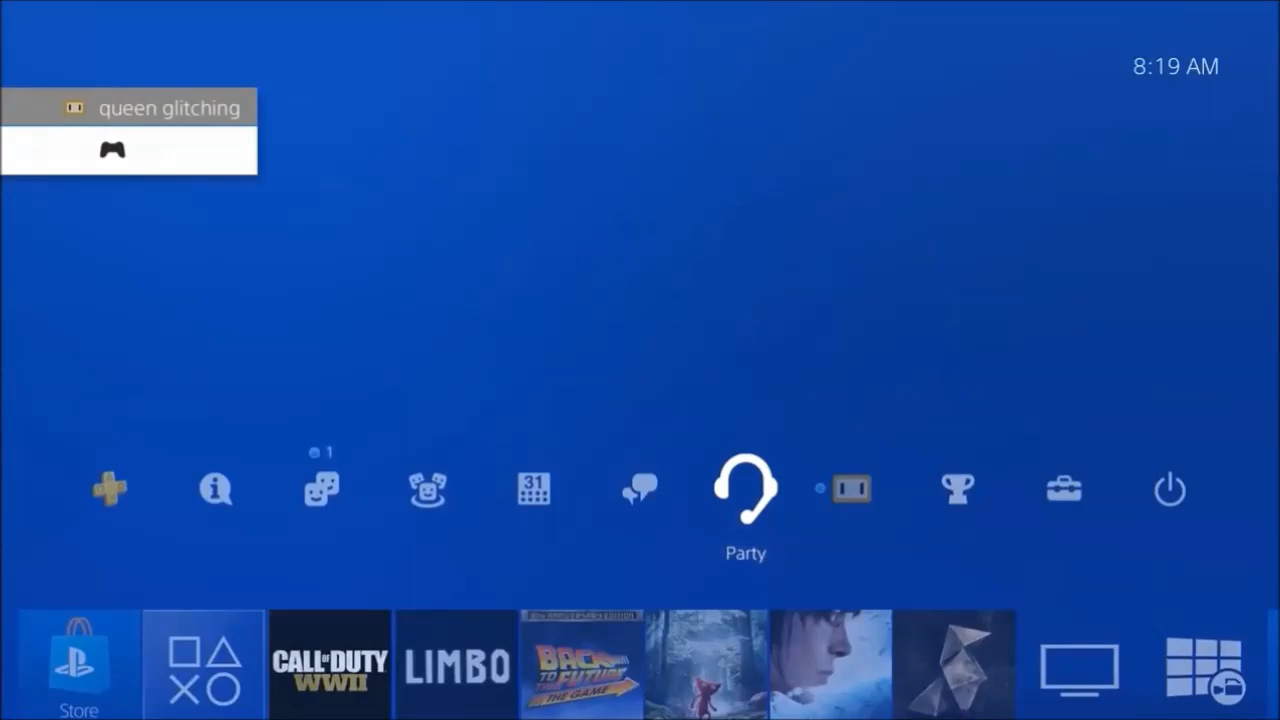 8:19 AM
queen glitching
1
31
Party
Store
CALL OF DUTY
WWII
LIMBO
BACK
TO THE
FUTURE
THE GAME